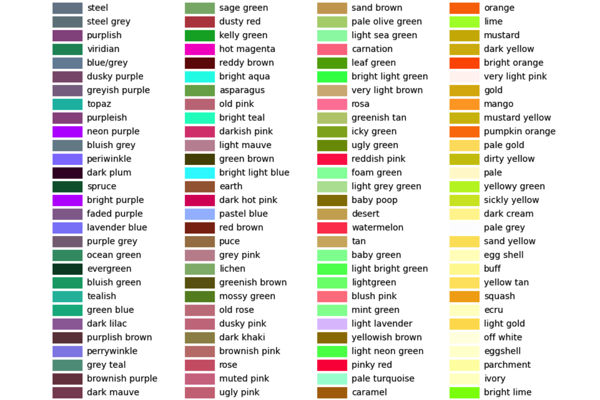 steel
steel grey
purplish
viridian
blue/grey
dusky purple
greyish purple
topaz
purpleish
neon purple
bluish grey
periwinkle
dark plum
spruce
bright purple
faded purple
lavender blue
purple grey
ocean green
evergreen
bluish green
tealish
green blue
dark lilac
purplish brown
perrywinkle
grey teal
brownish purple
dark mauve
sage green
dusty red
kelly green
hot magenta
reddy brown
bright aqua
asparagus
old pink
bright teal
darkish pink
light mauve
green brown
bright light blue
earth
dark hot pink
pastel blue
red brown
puce
grey pink
lichen
greenish brown
mossy green
old rose
dusky pink
dark khaki
brownish pink
rose
muted pink
ugly pink
sand brown
pale olive green
light sea green
carnation
leaf green
bright light green
very light brown
rosa
greenish tan
icky green
ugly green
reddish pink
foam green
light grey green
baby poop
desert
watermelon
tan
baby green
light bright green
lightgreen
blush pink
mint green
light lavender
yellowish brown
light neon green
pinky red
pale turquoise
caramel
orange
lime
mustard
dark yellow
bright orange
very light pink
gold
mango
mustard yellow
pumpkin orange
pale gold
dirty yellow
pale
yellowy green
sickly yellow
dark cream
pale grey
sand yellow
egg shell
buff
yellow tan
squash
ecru
light gold
off white
eggshell
parchment
ivory
bright lime